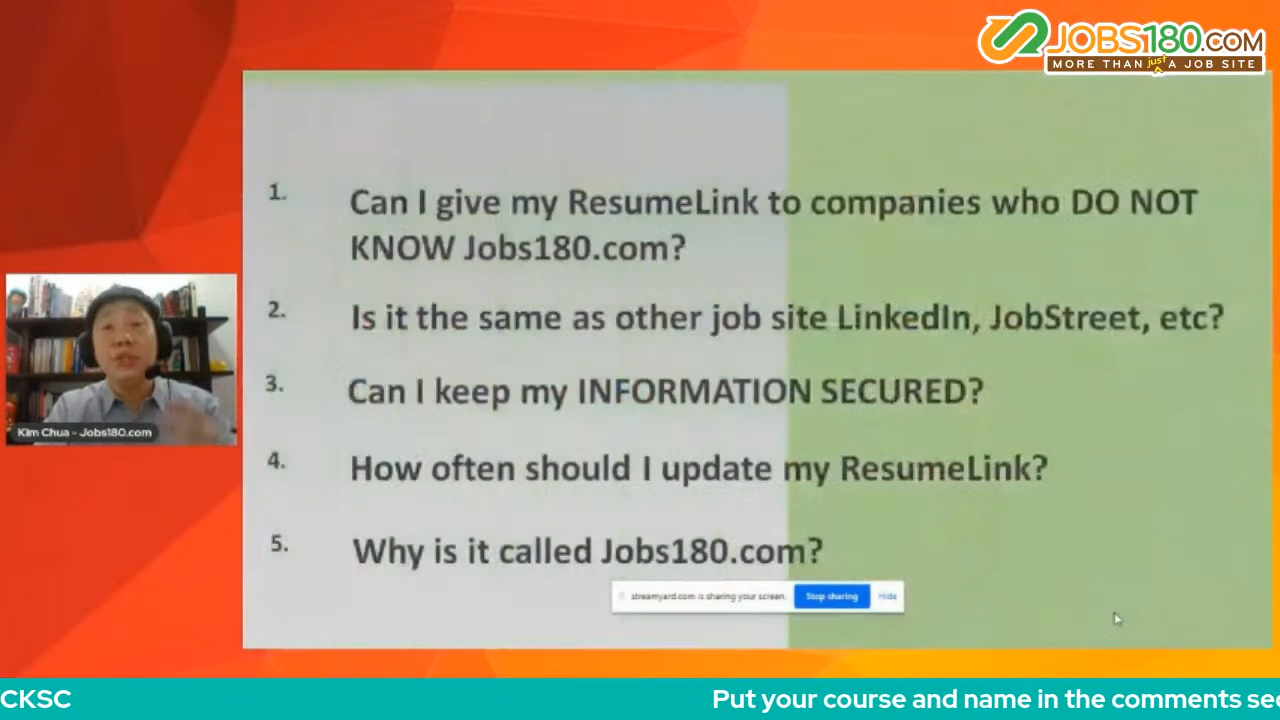 JOBS180.COM
MORE THAN just A JOB SITE
1. Can I give my ResumeLink to companies who DO NOT
KNOW Jobs180.com?
2. Is it the same as other job site LinkedIn, JobStreet, etc?
3. Can I keep my INFORMATION SECURED?
4. How often should I update my ResumeLink?
5. Why is it called Jobs180.com?
Kim Chua - Jobs180.com
streamyard.com is sharing your screen. Stop sharing Hide
CKSC Put your course and name in the comments